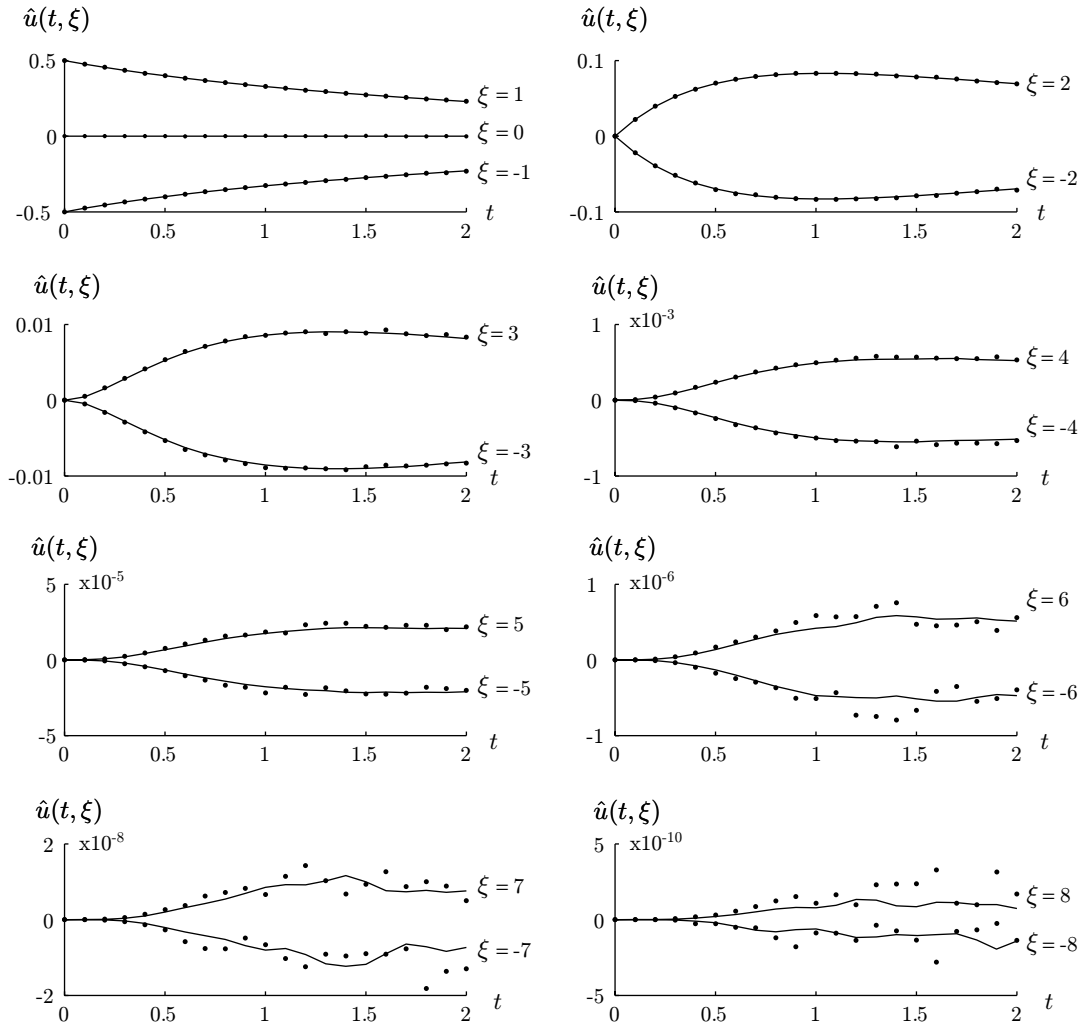 û(t, ξ)
0.5
0
-0.5
0 0.5 1 1.5 2
t
ξ = 1
ξ = 0
ξ = -1
û(t, ξ)
0.1
0
-0.1
0 0.5 1 1.5 2
t
ξ = 2
ξ = -2
û(t, ξ)
0.01
0
-0.01
0 0.5 1 1.5 2
t
ξ = 3
ξ = -3
û(t, ξ)
1 x10⁻³
0
-1
0 0.5 1 1.5 2
t
ξ = 4
ξ = -4
û(t, ξ)
5 x10⁻⁵
0
-5
0 0.5 1 1.5 2
t
ξ = 5
ξ = -5
û(t, ξ)
1 x10⁻⁶
0
-1
0 0.5 1 1.5 2
t
ξ = 6
ξ = -6
û(t, ξ)
2 x10⁻⁸
0
-2
0 0.5 1 1.5 2
t
ξ = 7
ξ = -7
û(t, ξ)
5 x10⁻¹⁰
0
-5
0 0.5 1 1.5 2
t
ξ = 8
ξ = -8